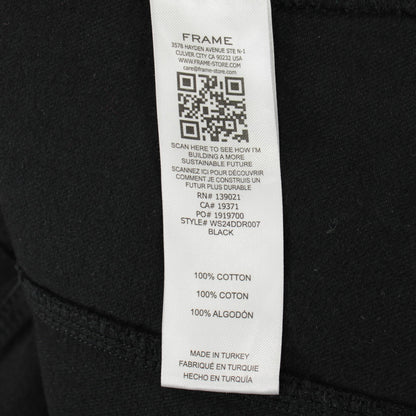 FRAME
3578 HAYDEN AVENUE STE N-1
CULVER CITY CA 90232 USA
WWW.FRAME-STORE.COM
care@frame-store.com
SCAN HERE TO SEE HOW I'M
BUILDING A MORE
SUSTAINABLE FUTURE
SCANNEZ ICI POUR DÉCOUVRIR
COMMENT JE CONSTRUIS UN
FUTUR PLUS DURABLE
RN# 139021
CA# 19371
PO# 1919700
STYLE# WS24DDR007
BLACK
100% COTTON
100% COTON
100% ALGODÓN
MADE IN TURKEY
FABRIQUÉ EN TURQUIE
HECHO EN TURQUÍA